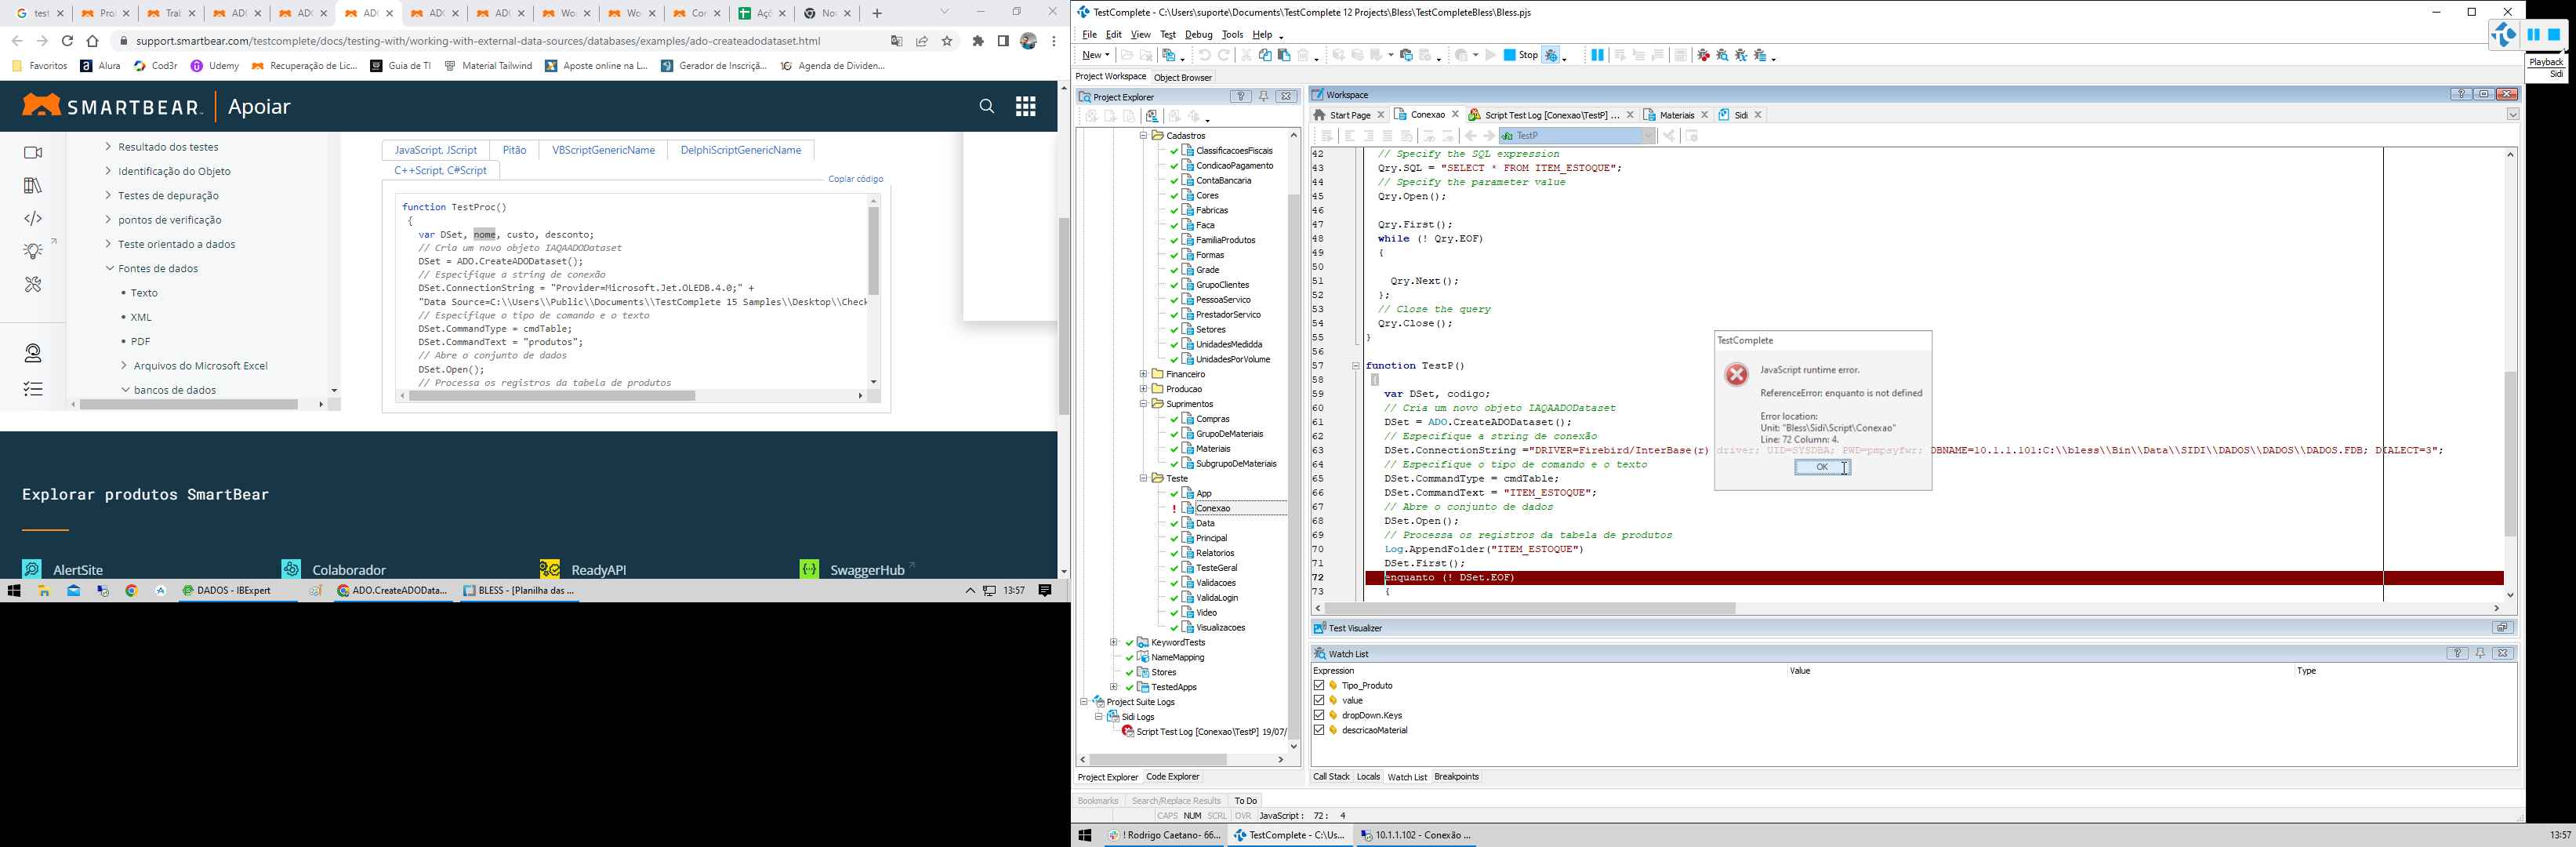 test
Prol
Tral
ADC
ADC
ADC
ADC
ADC
Wor
Wor
Cor
Açõ
Nov
support.smartbear.com/testcomplete/docs/testing-with/working-with-external-data-sources/databases/examples/ado-createadodataset.html
Favoritos
Alura
Cod3r
Udemy
Recuperação de Lic...
Guia de TI
Material Tailwind
Aposte online na L...
Gerador de Inscriçã...
Agenda de Dividen...
SMARTBEAR
Apoiar
Resultado dos testes
Identificação do Objeto
Testes de depuração
pontos de verificação
Teste orientado a dados
Fontes de dados
Texto
XML
PDF
Arquivos do Microsoft Excel
bancos de dados
JavaScript, JScript
Pitão
VBScriptGenericName
DelphiScriptGenericName
C++Script, C#Script
Copiar código
function TestProc()
{
var DSet, nome, custo, desconto;
// Cria um novo objeto IAQAADODataset
DSet = ADO.CreateADODataset();
// Especifique a string de conexão
DSet.ConnectionString = "Provider=Microsoft.Jet.OLEDB.4.0;" +
"Data Source=C:\\Users\\Public\\Documents\\TestComplete 15 Samples\\Desktop\\Check
// Especifique o tipo de comando e o texto
DSet.CommandType = cmdTable;
DSet.CommandText = "produtos";
// Abre o conjunto de dados
DSet.Open();
// Processa os registros da tabela de produtos
Explorar produtos SmartBear
AlertSite
Colaborador
ReadyAPI
SwaggerHub
DADOS - IBExpert
ADO.CreateADOData...
BLESS - [Planilha das ...
13:57
TestComplete - C:\Users\suporte\Documents\TestComplete 12 Projects\Bless\TestCompleteBless\Bless.pjs
File Edit View Test Debug Tools Help
New
Stop
Playback
Sidi
Project Workspace
Object Browser
Project Explorer
Cadastros
ClassificacoesFiscais
CondicaoPagamento
ContaBancaria
Cores
Fabricas
Faca
FamiliaProdutos
Formas
Grade
GrupoClientes
PessoaServico
PrestadorServico
Setores
UnidadesMedidda
UnidadesPorVolume
Financeiro
Producao
Suprimentos
Compras
GrupoDeMateriais
Materiais
SubgrupoDeMateriais
Teste
App
Conexao
Data
Principal
Relatorios
TesteGeral
Validacoes
ValidaLogin
Video
Visualizacoes
KeywordTests
NameMapping
Stores
TestedApps
Project Suite Logs
Sidi Logs
Script Test Log [Conexao\TestP] 19/07/
Project Explorer
Code Explorer
Workspace
Start Page
Conexao
Script Test Log [Conexao\TestP] ...
Materiais
Sidi
TestP
42 // Specify the SQL expression
43 Qry.SQL = "SELECT * FROM ITEM_ESTOQUE";
44 // Specify the parameter value
45 Qry.Open();
46
47 Qry.First();
48 while (! Qry.EOF)
49 {
50
51 Qry.Next();
52 };
53 // Close the query
54 Qry.Close();
55 }
56
57 function TestP()
58 {
59 var DSet, codigo;
60 // Cria um novo objeto IAQAADODataset
61 DSet = ADO.CreateADODataset();
62 // Especifique a string de conexão
63 DSet.ConnectionString ="DRIVER=Firebird/InterBase(r) driver; UID=SYSDBA; PWD=pmpsyfwr; DBNAME=10.1.1.101:C:\\bless\\Bin\\Data\\SIDI\\DADOS\\DADOS\\DADOS.FDB; DIALECT=3";
64 // Especifique o tipo de comando e o texto
65 DSet.CommandType = cmdTable;
66 DSet.CommandText = "ITEM_ESTOQUE";
67 // Abre o conjunto de dados
68 DSet.Open();
69 // Processa os registros da tabela de produtos
70 Log.AppendFolder("ITEM_ESTOQUE")
71 DSet.First();
72 enquanto (! DSet.EOF)
73 {
TestComplete
JavaScript runtime error.
ReferenceError: enquanto is not defined
Error location:
Unit: "Bless\Sidi\Script\Conexao"
Line: 72 Column: 4.
OK
Test Visualizer
Watch List
Expression
Value
Type
Tipo_Produto
value
dropDown.Keys
descricaoMaterial
Call Stack
Locals
Watch List
Breakpoints
Bookmarks
Search/Replace Results
To Do
CAPS NUM SCRL OVR JavaScript: 72: 4
! Rodrigo Caetano- 66...
TestComplete - C:\Us...
10.1.1.102 - Conexão ...
13:57